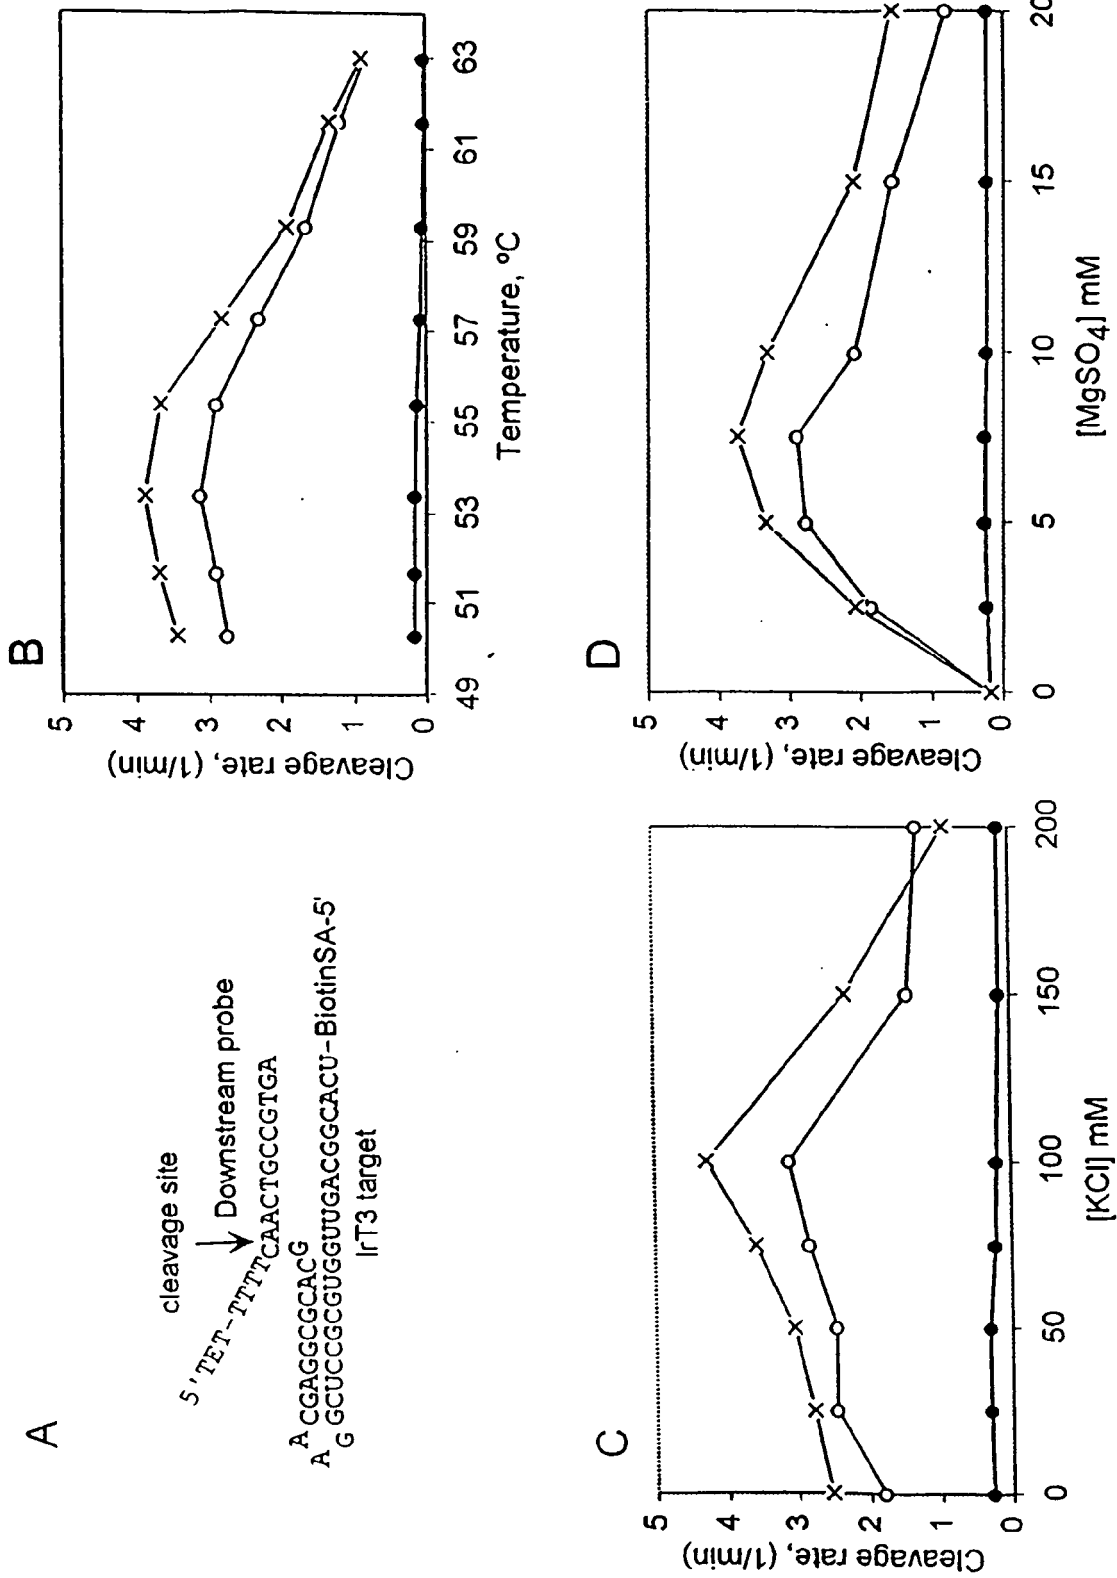 A
cleavage site
Downstream probe
5'TET-TTTTCAACTGCCGTGA
A A CGAGGCGCAC G
G GCUCCGCGUGGUUGACGGCACU-BiotinSA-5'
IrT3 target
B
Cleavage rate, (1/min)
5
4
3
2
1
0
49 51 53 55 57 59 61 63
Temperature, ºC
C
Cleavage rate, (1/min)
5
4
3
2
1
0
0 50 100 150 200
[KCl] mM
D
Cleavage rate, (1/min)
5
4
3
2
1
0
0 5 10 15 20
[MgSO4] mM